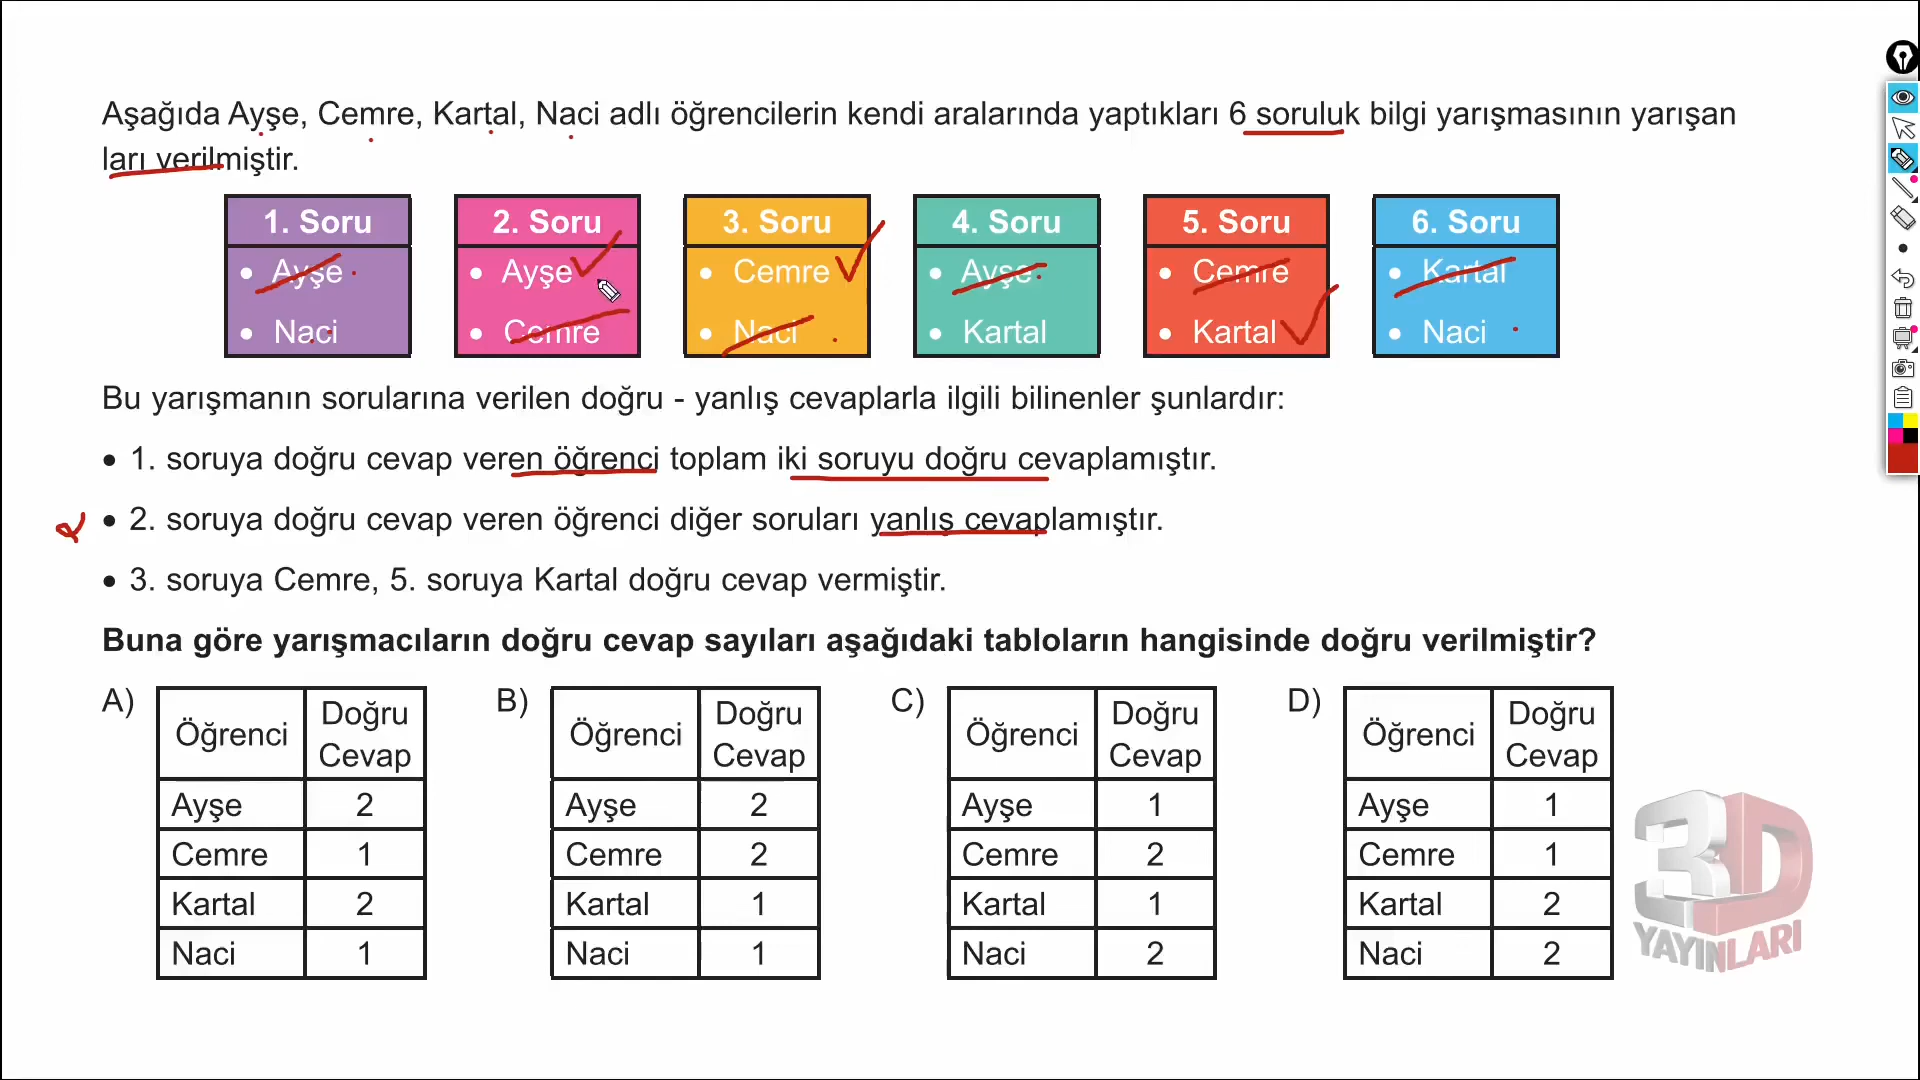 Aşağıda Ayşe, Cemre, Kartal, Naci adlı öğrencilerin kendi aralarında yaptıkları 6 soruluk bilgi yarışmasının yarışan
ları verilmiştir.
1. Soru 2. Soru 3. Soru 4. Soru 5. Soru 6. Soru
• Ayşe • Ayşe • Cemre • Ayşe • Cemre • Kartal
• Naci • Cemre • Naci • Kartal • Kartal • Naci
Bu yarışmanın sorularına verilen doğru - yanlış cevaplarla ilgili bilinenler şunlardır:
• 1. soruya doğru cevap veren öğrenci toplam iki soruyu doğru cevaplamıştır.
• 2. soruya doğru cevap veren öğrenci diğer soruları yanlış cevaplamıştır.
• 3. soruya Cemre, 5. soruya Kartal doğru cevap vermiştir.
Buna göre yarışmacıların doğru cevap sayıları aşağıdaki tabloların hangisinde doğru verilmiştir?
A)
Öğrenci Doğru
Cevap
Ayşe 2
Cemre 1
Kartal 2
Naci 1
B)
Öğrenci Doğru
Cevap
Ayşe 2
Cemre 2
Kartal 1
Naci 1
C)
Öğrenci Doğru
Cevap
Ayşe 1
Cemre 2
Kartal 1
Naci 2
D)
Öğrenci Doğru
Cevap
Ayşe 1
Cemre 1
Kartal 2
Naci 2
3D
YAYINLARI